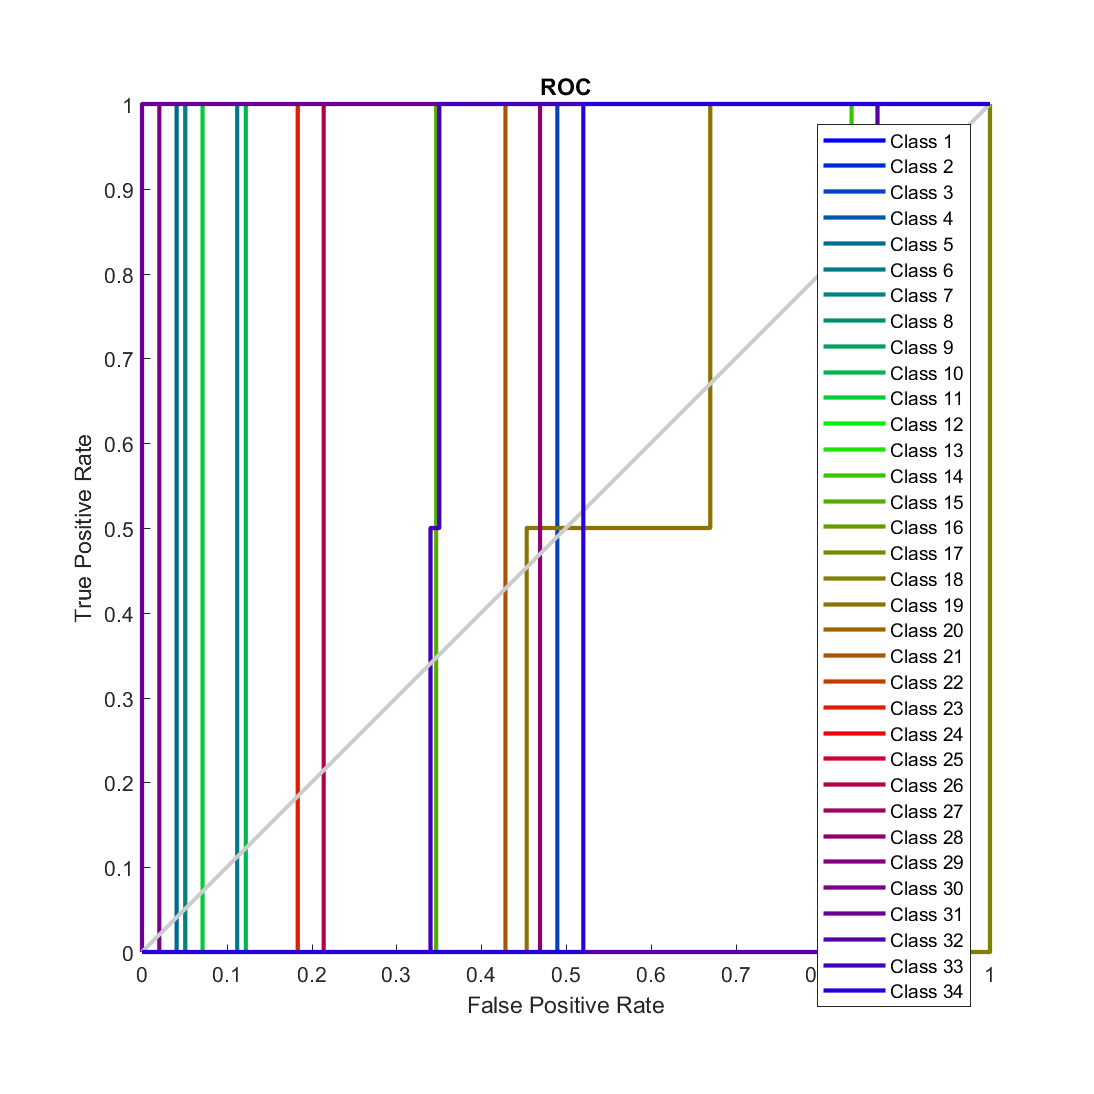 ROC
1
0.9
0.8
0.7
0.6
0.5
0.4
0.3
0.2
0.1
0
True Positive Rate
0 0.1 0.2 0.3 0.4 0.5 0.6 0.7 1
False Positive Rate
Class 1
Class 2
Class 3
Class 4
Class 5
Class 6
Class 7
Class 8
Class 9
Class 10
Class 11
Class 12
Class 13
Class 14
Class 15
Class 16
Class 17
Class 18
Class 19
Class 20
Class 21
Class 22
Class 23
Class 24
Class 25
Class 26
Class 27
Class 28
Class 29
Class 30
Class 31
Class 32
Class 33
Class 34